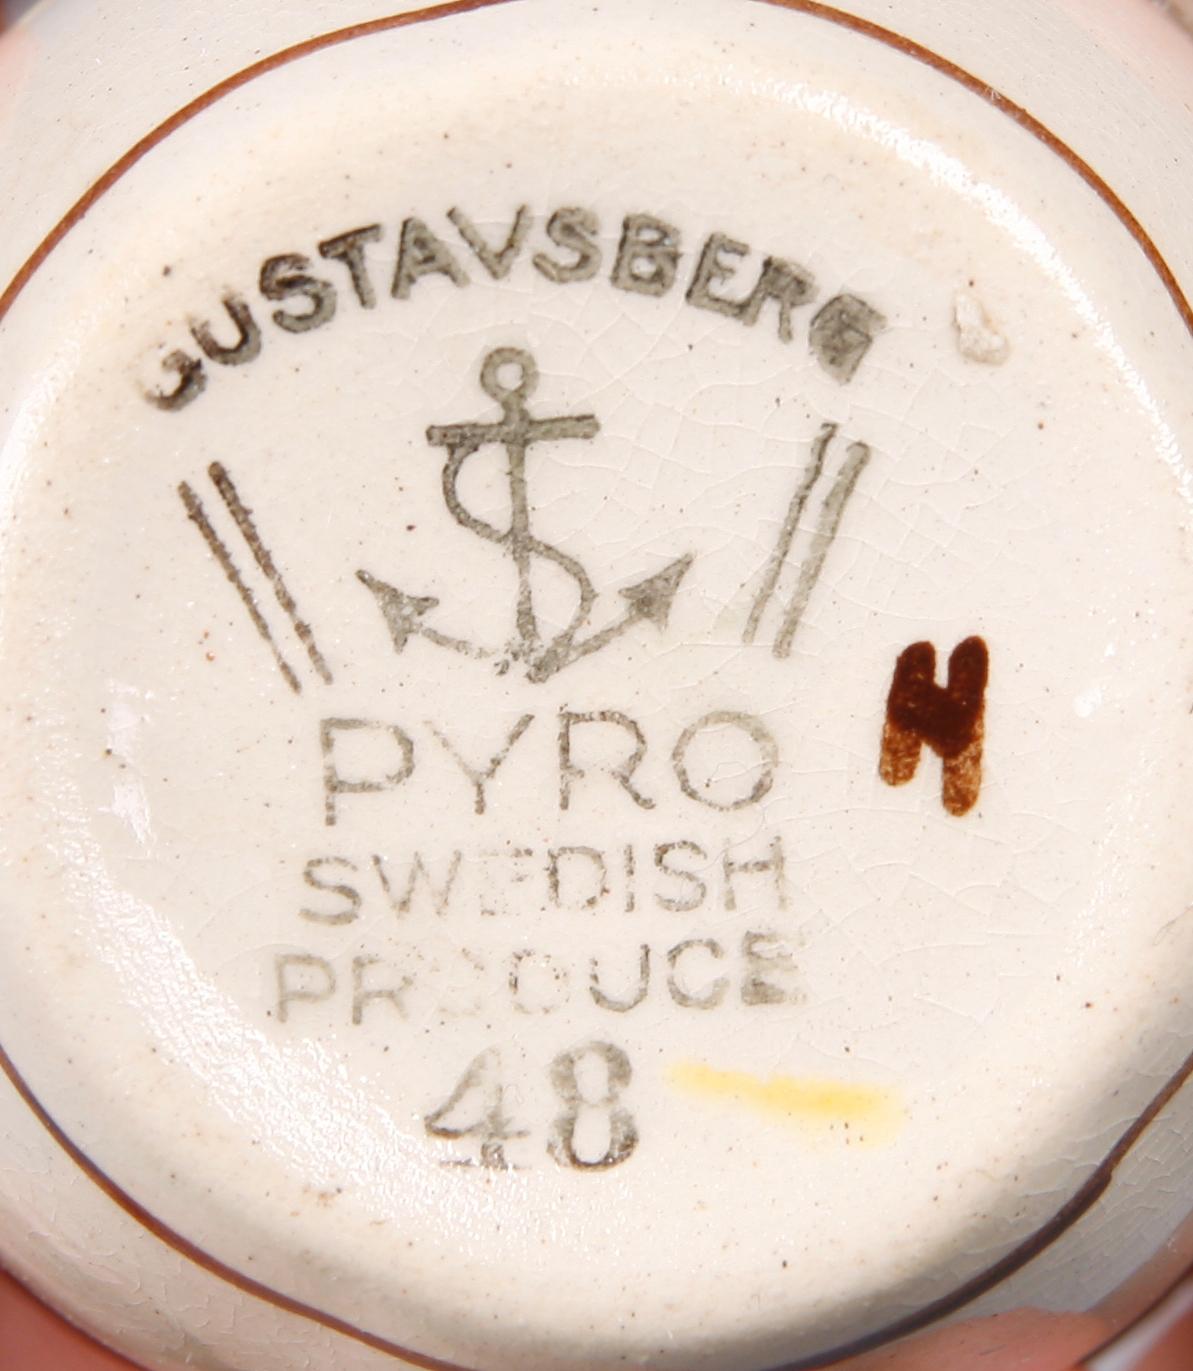 GUSTAVSBERG
PYRO
H
SWEDISH
PRODUCE
48